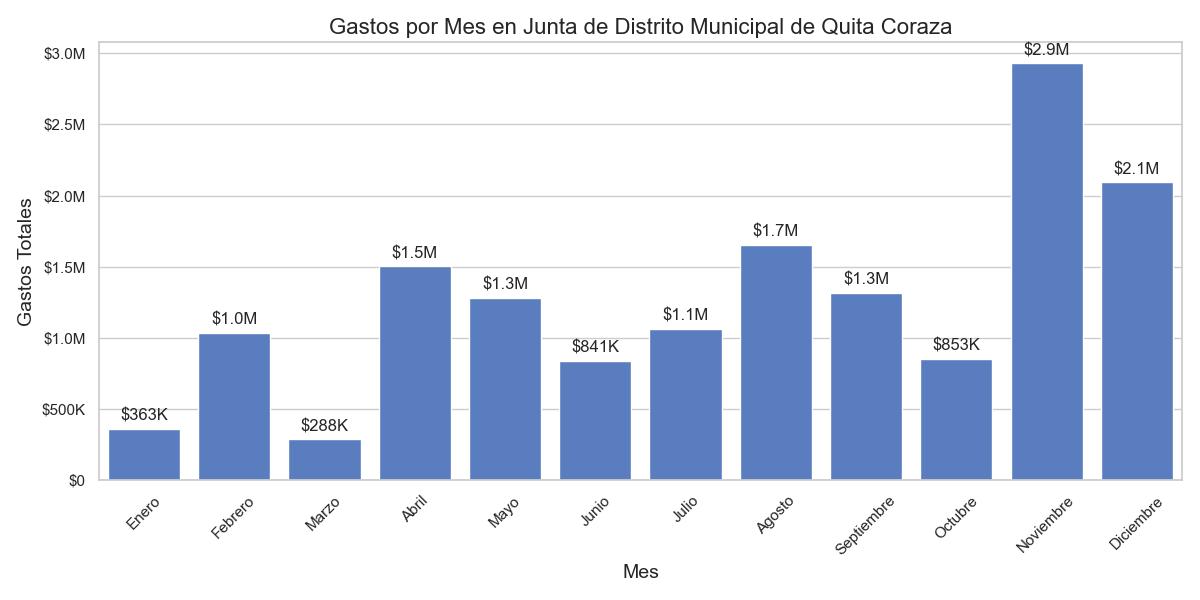 Gastos por Mes en Junta de Distrito Municipal de Quita Coraza
Gastos Totales
$3.0M
$2.5M
$2.0M
$1.5M
$1.0M
$500K
$0
$363K
$1.0M
$288K
$1.5M
$1.3M
$841K
$1.1M
$1.7M
$1.3M
$853K
$2.9M
$2.1M
Enero
Febrero
Marzo
Abril
Mayo
Junio
Julio
Agosto
Septiembre
Octubre
Noviembre
Diciembre
Mes